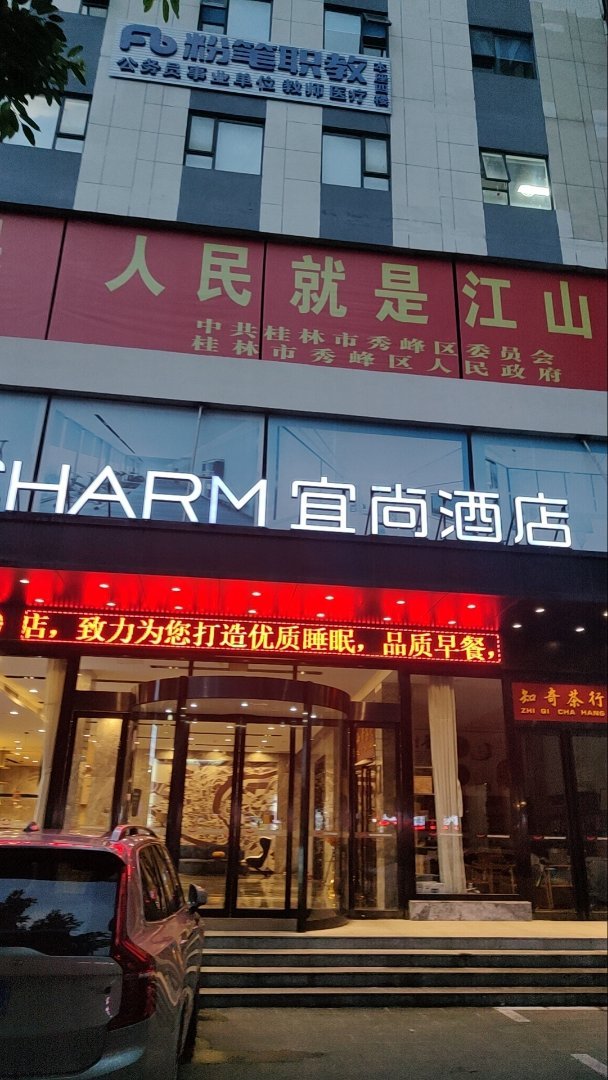 粉笔职教
公务员 事业单位 教师 医疗
人民就是江山
中共桂林市秀峰区委员会
桂林市秀峰区人民政府
CHARM 宜尚酒店
店，致力为您打造优质睡眠，品质早餐，
知奇茶行
ZHI QI CHA HANG